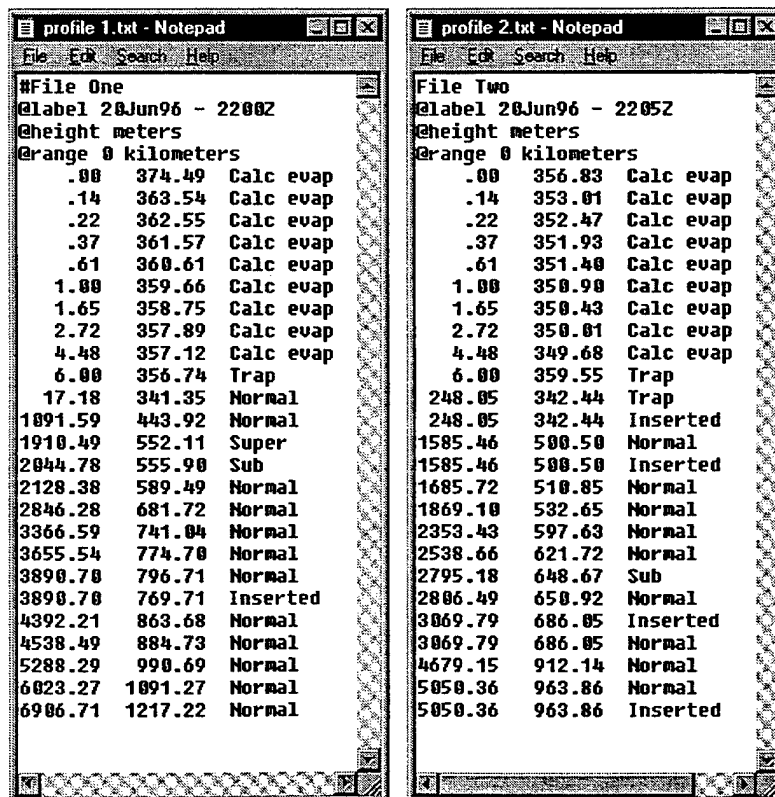 profile 1.txt - Notepad
File Edit Search Help
#File One
@label 20Jun96 - 2200Z
@height meters
@range 0 kilometers
.00 374.49 Calc evap
.14 363.54 Calc evap
.22 362.55 Calc evap
.37 361.57 Calc evap
.61 360.61 Calc evap
1.00 359.66 Calc evap
1.65 358.75 Calc evap
2.72 357.89 Calc evap
4.48 357.12 Calc evap
6.00 356.74 Trap
17.18 341.35 Normal
1091.59 443.92 Normal
1910.49 552.11 Super
2044.78 555.90 Sub
2128.38 589.49 Normal
2846.28 681.72 Normal
3366.59 741.04 Normal
3655.54 774.70 Normal
3890.70 796.71 Normal
3890.70 769.71 Inserted
4392.21 863.68 Normal
4538.49 884.73 Normal
5288.29 990.69 Normal
6023.27 1091.27 Normal
6906.71 1217.22 Normal
profile 2.txt - Notepad
File Edit Search Help
File Two
@label 20Jun96 - 2205Z
@height meters
@range 0 kilometers
.00 356.83 Calc evap
.14 353.01 Calc evap
.22 352.47 Calc evap
.37 351.93 Calc evap
.61 351.40 Calc evap
1.00 350.90 Calc evap
1.65 350.43 Calc evap
2.72 350.01 Calc evap
4.48 349.68 Calc evap
6.00 359.55 Trap
248.05 342.44 Trap
248.05 342.44 Inserted
1585.46 500.50 Normal
1585.46 500.50 Inserted
1685.72 510.85 Normal
1869.10 532.65 Normal
2353.43 597.63 Normal
2538.66 621.72 Normal
2795.18 648.67 Sub
2806.49 650.92 Normal
3069.79 686.05 Inserted
3069.79 686.05 Normal
4679.15 912.14 Normal
5050.36 963.86 Normal
5050.36 963.86 Inserted